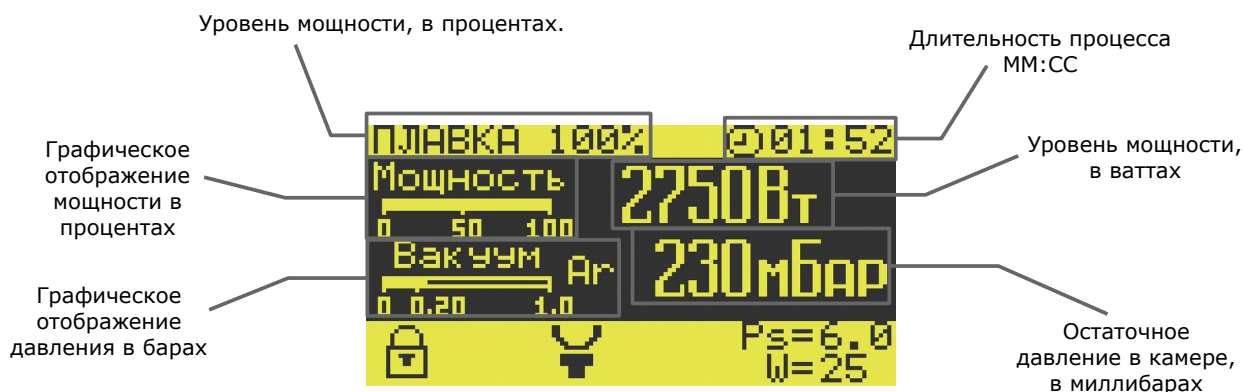 Уровень мощности, в процентах.
Длительность процесса
ММ:СС
ПЛАВКА 100% 01:52
Графическое
отображение
мощности в
процентах
Мощность
0 50 100
2750Вт
Уровень мощности,
в ваттах
Вакуум Ar
0 0.20 1.0
230мбар
Графическое
отображение
давления в барах
Ps=6.0
W=25
Остаточное
давление в камере,
в миллибарах